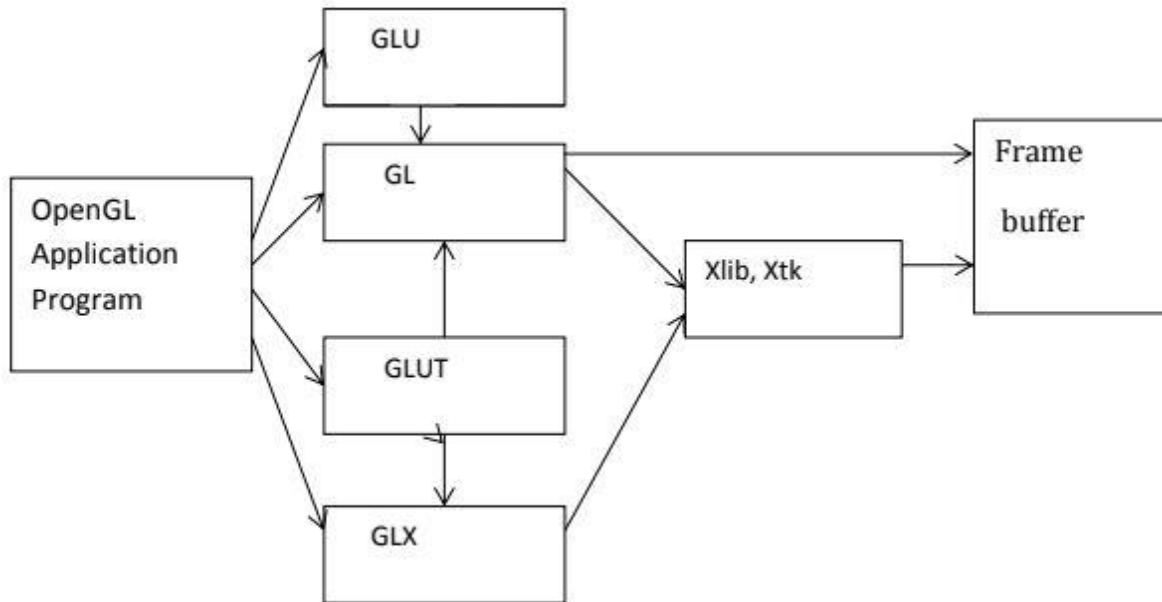 GLU
GL
OpenGL
Application
Program
GLUT
GLX
Xlib, Xtk
Frame
buffer